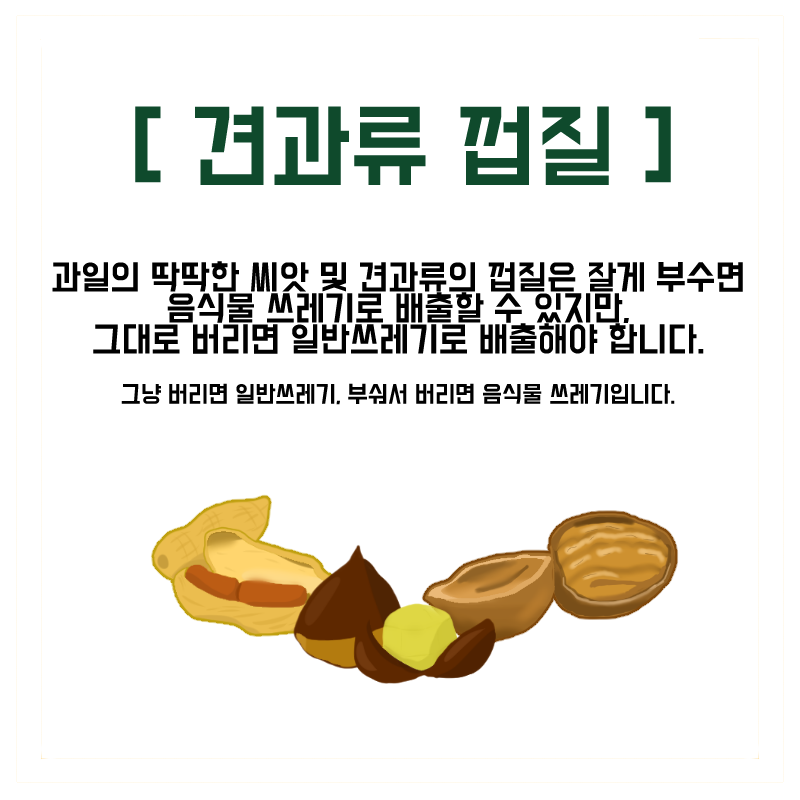 [ 견과류 껍질 ]
과일의 딱딱한 씨앗 및 견과류의 껍질은 잘게 부수면
음식물 쓰레기로 배출할 수 있지만,
그대로 버리면 일반쓰레기로 배출해야 합니다.
그냥 버리면 일반쓰레기, 부숴서 버리면 음식물 쓰레기입니다.